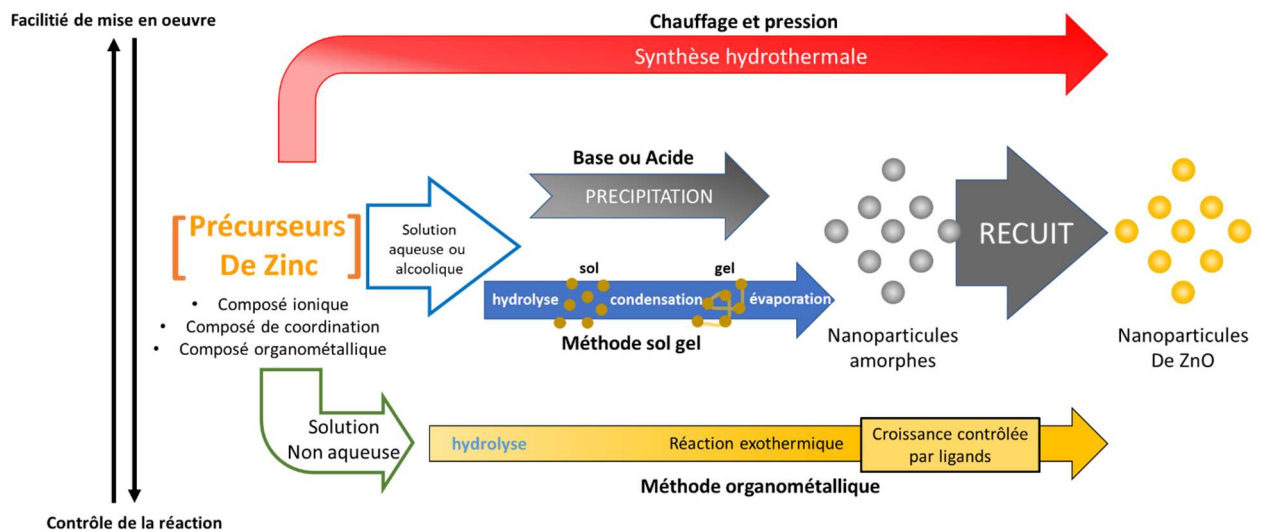 Facilitié de mise en oeuvre
Chauffage et pression
Synthèse hydrothermale
Base ou Acide
PRECIPITATION
[Précurseurs
De Zinc]
Solution
aqueuse ou
alcoolique
RECUIT
sol
gel
hydrolyse
condensation
évaporation
Méthode sol gel
• Composé ionique
• Composé de coordination
• Composé organométallique
Nanoparticules
amorphes
Nanoparticules
De ZnO
Solution
Non aqueuse
hydrolyse
Réaction exothermique
Croissance contrôlée
par ligands
Méthode organométallique
Contrôle de la réaction